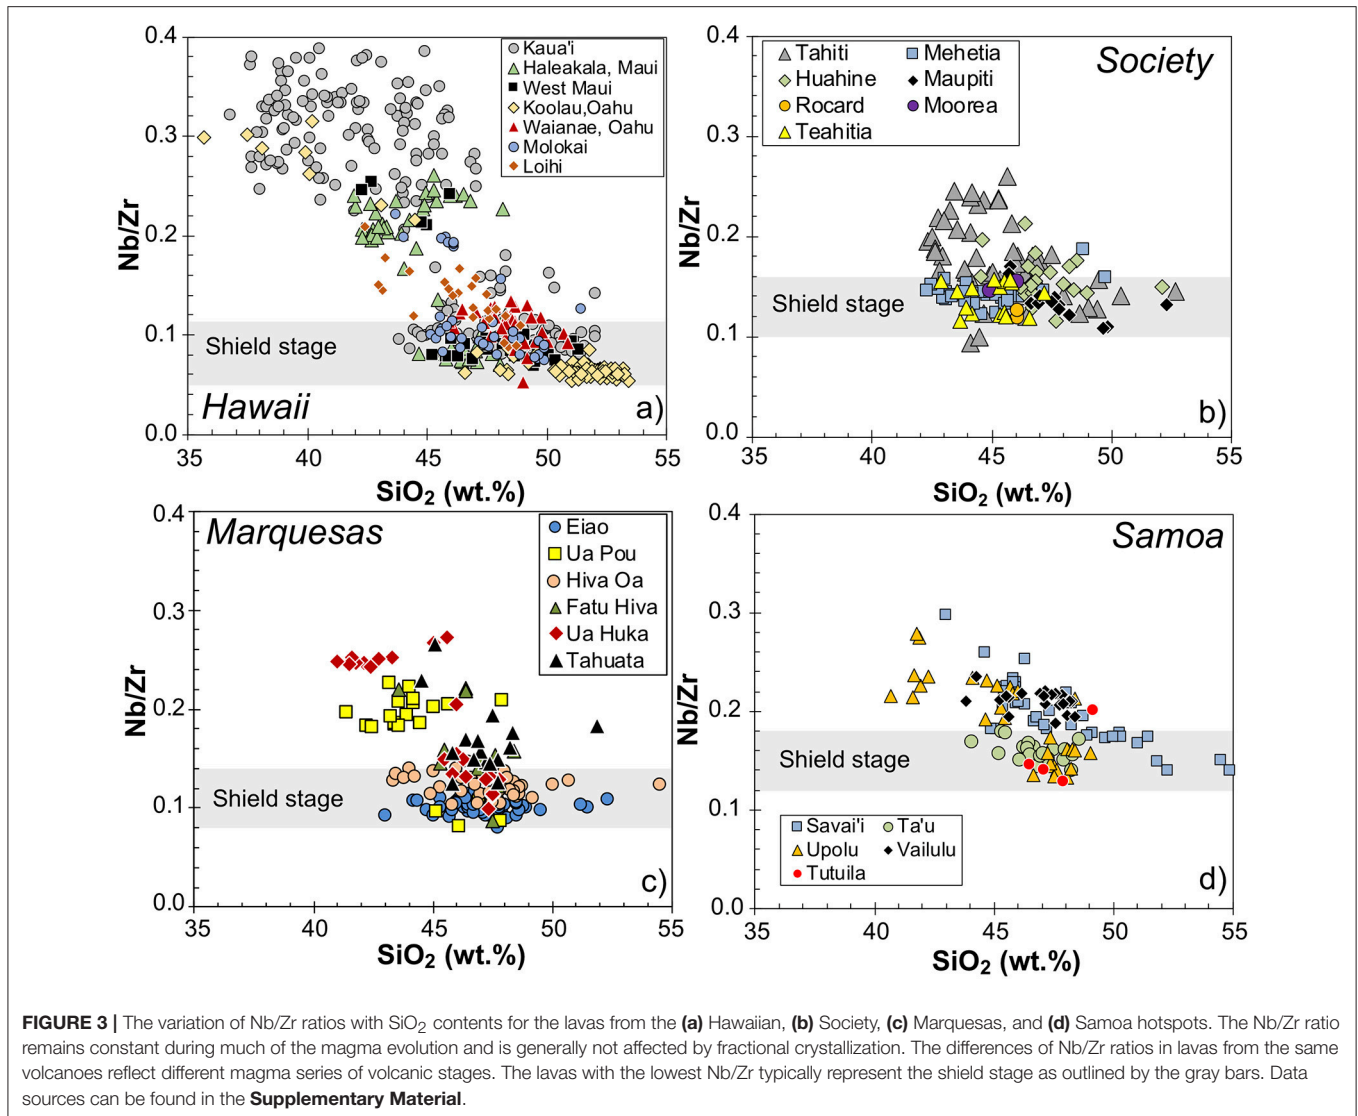 0.4
0.3
0.2
0.1
0.0
Nb/Zr
Kaua'i
Haleakala, Maui
West Maui
Koolau,Oahu
Waianae, Oahu
Molokai
Loihi
Shield stage
Hawaii
a)
35 40 45 50 55
SiO2 (wt.%)
0.4
0.3
0.2
0.1
0.0
Nb/Zr
Tahiti Mehetia
Huahine Maupiti
Rocard Moorea
Teahitia
Society
Shield stage
b)
35 40 45 50 55
SiO2 (wt.%)
0.4
0.3
0.2
0.1
0.0
Nb/Zr
Marquesas
Eiao
Ua Pou
Hiva Oa
Fatu Hiva
Ua Huka
Tahuata
Shield stage
c)
35 40 45 50 55
SiO2 (wt.%)
0.4
0.3
0.2
0.1
0.0
Nb/Zr
Samoa
Shield stage
Savai'i Ta'u
Upolu Vailulu
Tutuila
d)
35 40 45 50 55
SiO2 (wt.%)
FIGURE 3 | The variation of Nb/Zr ratios with SiO2 contents for the lavas from the (a) Hawaiian, (b) Society, (c) Marquesas, and (d) Samoa hotspots. The Nb/Zr ratio
remains constant during much of the magma evolution and is generally not affected by fractional crystallization. The differences of Nb/Zr ratios in lavas from the same
volcanoes reflect different magma series of volcanic stages. The lavas with the lowest Nb/Zr typically represent the shield stage as outlined by the gray bars. Data
sources can be found in the Supplementary Material.